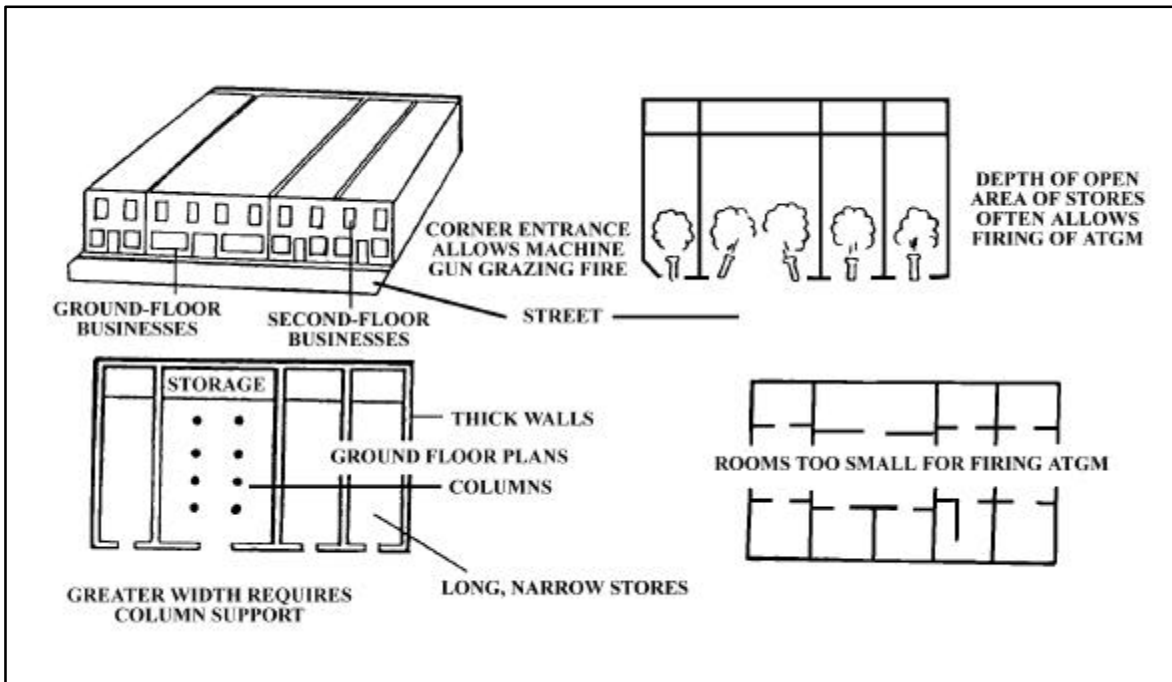 CORNER ENTRANCE
ALLOWS MACHINE
GUN GRAZING FIRE
DEPTH OF OPEN
AREA OF STORES
OFTEN ALLOWS
FIRING OF ATGM
GROUND-FLOOR
BUSINESSES
SECOND-FLOOR
BUSINESSES
STREET
STORAGE
THICK WALLS
GROUND FLOOR PLANS
COLUMNS
LONG, NARROW STORES
GREATER WIDTH REQUIRES
COLUMN SUPPORT
ROOMS TOO SMALL FOR FIRING ATGM